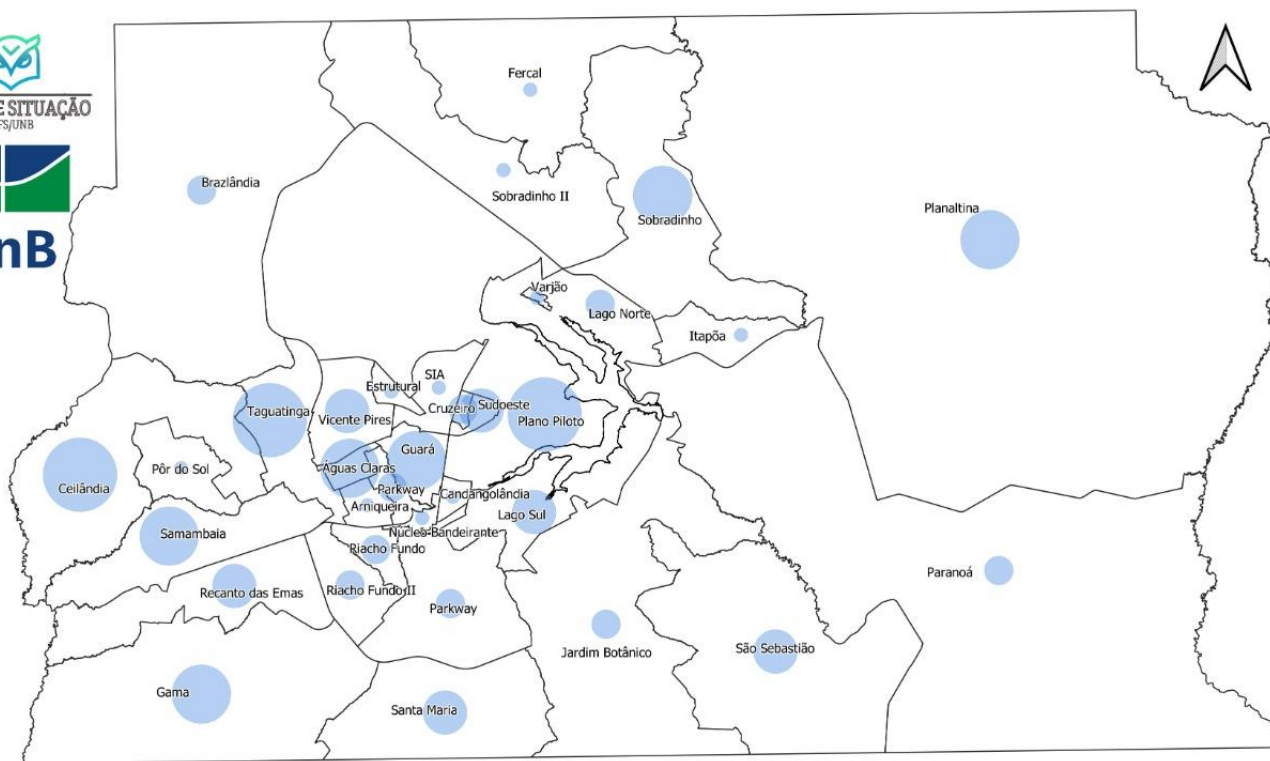 E SITUAÇÃO
FS/UNB
nB
Fercal
Brazlândia
Sobradinho II
Sobradinho
Planaltina
Varjão
Lago Norte
Itapõa
SIA
Estrutural
Taguatinga
Vicente Pires
Cruzeiro
Sudoeste
Plano Piloto
Guará
Águas Claras
Pôr do Sol
Ceilândia
Parkway
Candangolândia
Arniqueira
Lago Sul
Núcleo Bandeirante
Samambaia
Riacho Fundo
Recanto das Emas
Riacho Fundo II
Parkway
Paranoá
Jardim Botânico
São Sebastião
Gama
Santa Maria